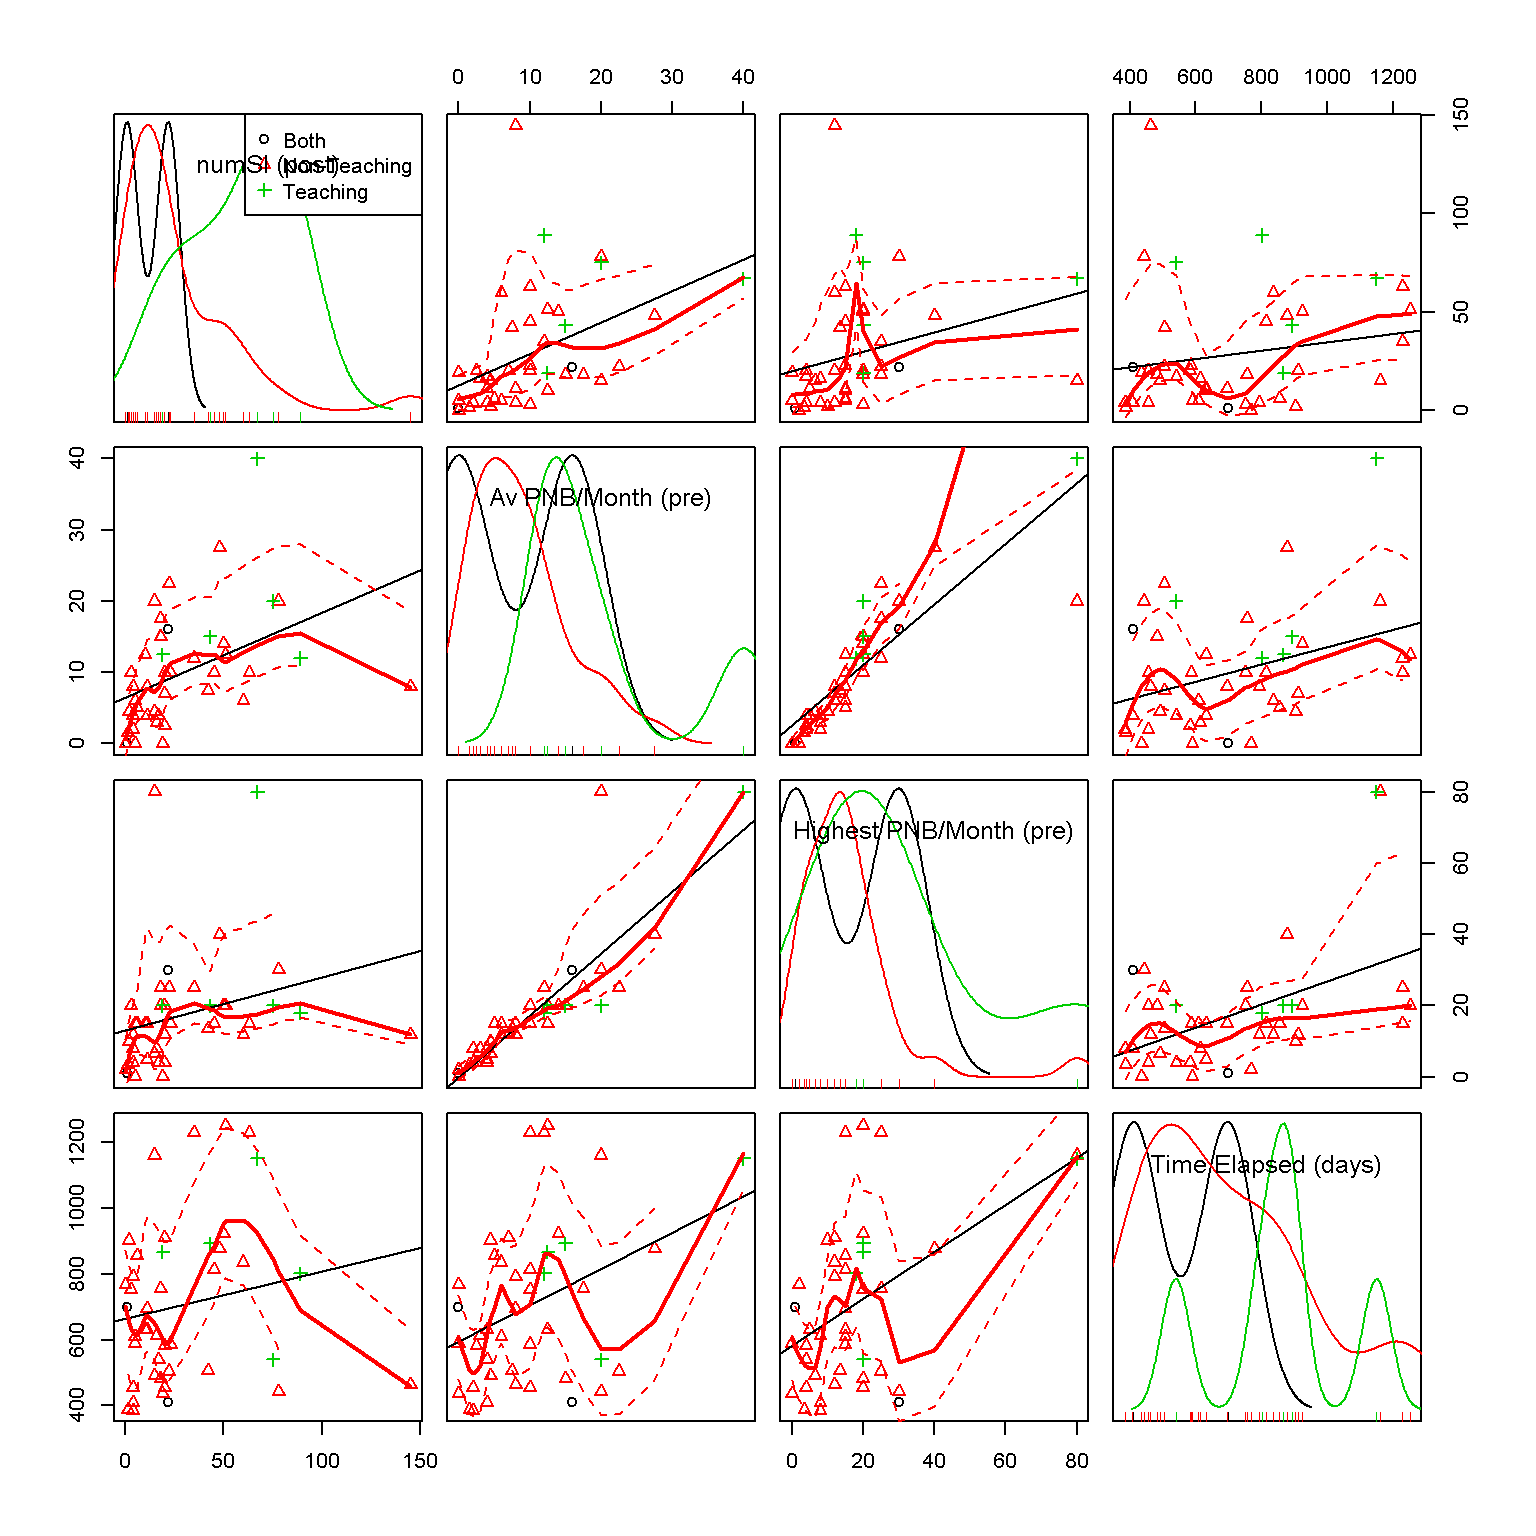 0 10 20 30 40
400 600 800 1000 1200
Both
numSI (post)
Non-Teaching
Teaching
0 50 100 150
Av PNB/Month (pre)
0 10 20 30 40
Highest PNB/Month (pre)
0 20 40 60 80
Time Elapsed (days)
400 600 800 1000 1200
0 50 100 150
0 20 40 60 80